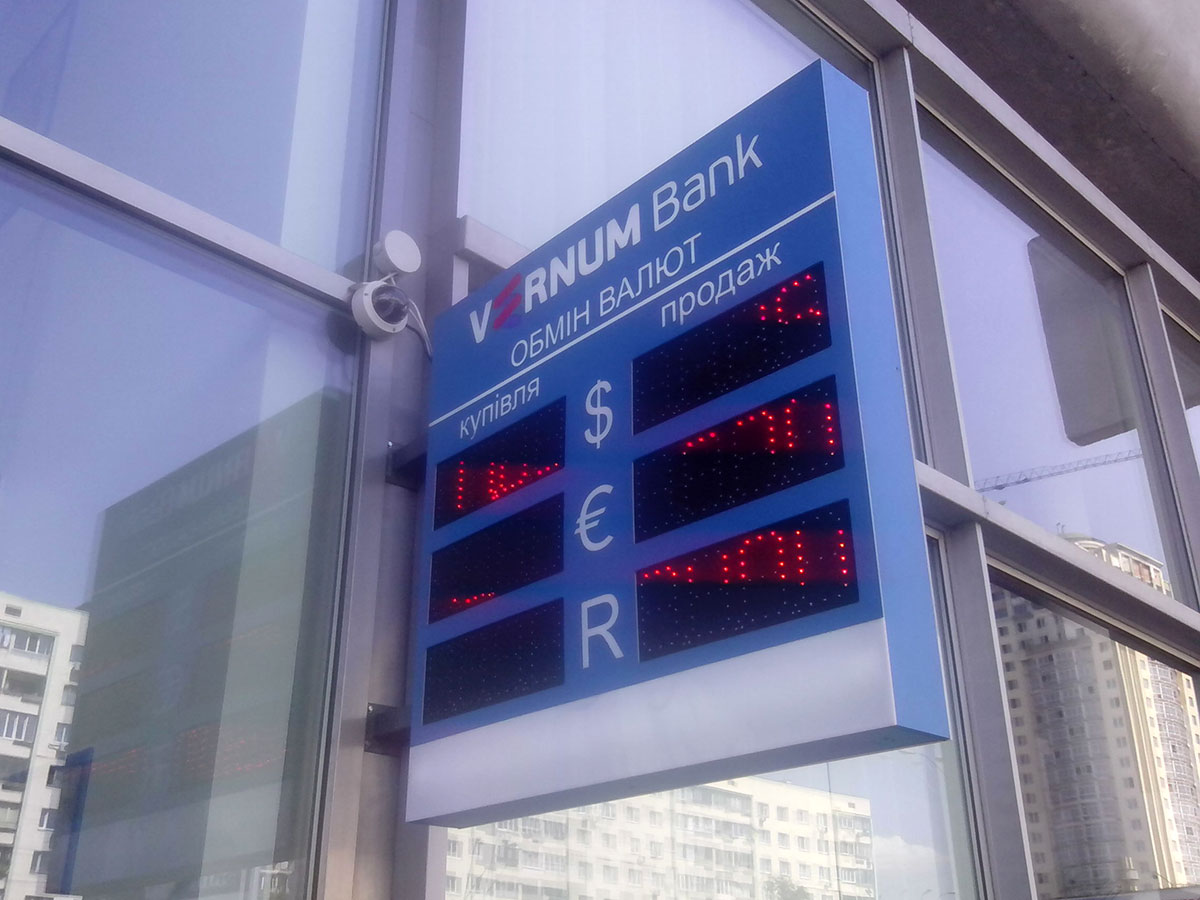 VERNUM Bank
ОБМІН ВАЛЮТ
купівля
продаж
$
€
R